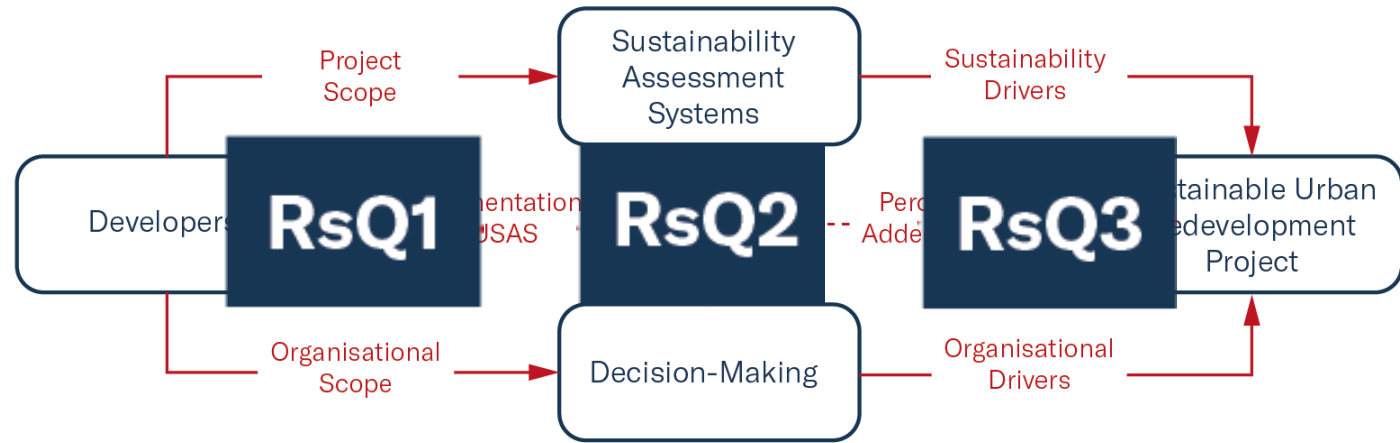 Project
Scope
Sustainability
Assessment
Systems
Sustainability
Drivers
Developers
RsQ1
USAS
RsQ2
RsQ3
Urban
Project
Organisational
Scope
Decision-Making
Organisational
Drivers